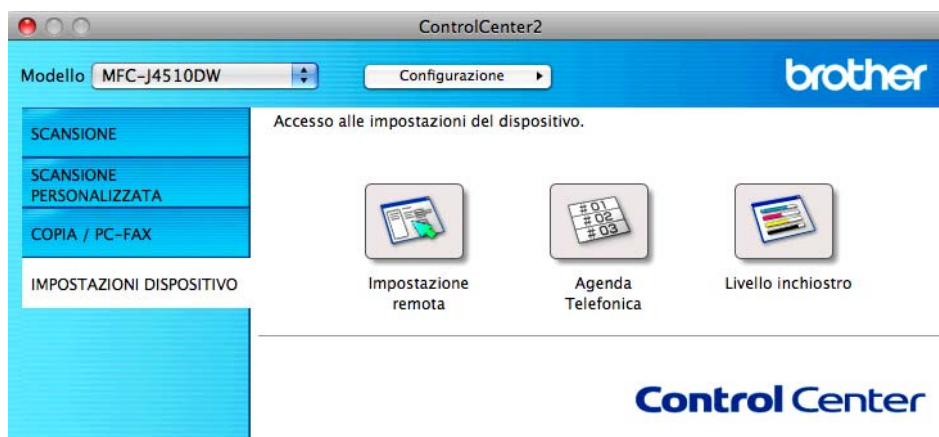 ControlCenter2
Modello MFC-J4510DW Configurazione brother
Accesso alle impostazioni del dispositivo.
SCANSIONE
SCANSIONE
PERSONALIZZATA
COPIA / PC-FAX
IMPOSTAZIONI DISPOSITIVO
#01
#02
#03
Impostazione
remota
Agenda
Telefonica
Livello inchiostro
Control Center